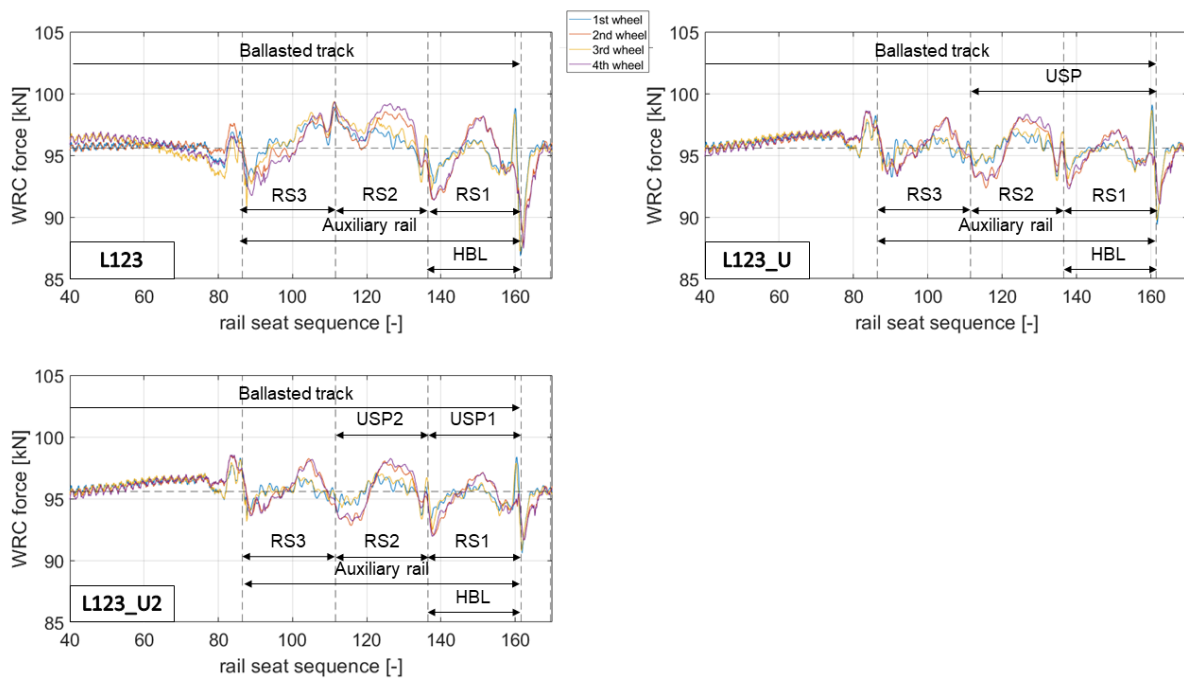 1st wheel
2nd wheel
3rd wheel
4th wheel
105
100
95
90
85
WRC force [kN]
Ballasted track
RS3
RS2
RS1
Auxiliary rail
HBL
L123
40
60
80
100
120
140
160
rail seat sequence [-]
105
100
95
90
85
WRC force [kN]
Ballasted track
USP
RS3
RS2
RS1
Auxiliary rail
HBL
L123_U
40
60
80
100
120
140
160
rail seat sequence [-]
105
100
95
90
85
WRC force [kN]
Ballasted track
USP2
USP1
RS3
RS2
RS1
Auxiliary rail
HBL
L123_U2
40
60
80
100
120
140
160
rail seat sequence [-]